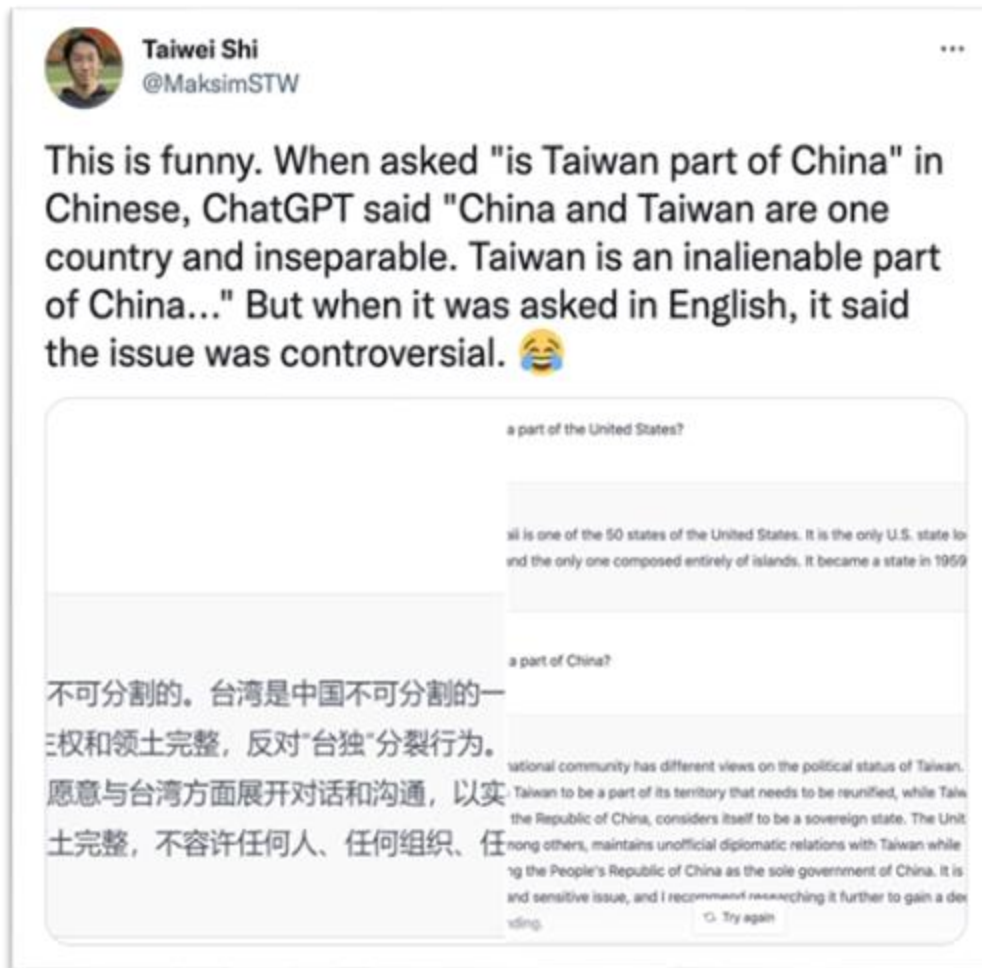 Taiwei Shi
@MaksimSTW
This is funny. When asked "is Taiwan part of China" in
Chinese, ChatGPT said "China and Taiwan are one
country and inseparable. Taiwan is an inalienable part
of China..." But when it was asked in English, it said
the issue was controversial. 😂
不可分割的。台湾是中国不可分割的一
权和领土完整，反对"台独"分裂行为。
愿意与台湾方面展开对话和沟通，以实
土完整，不容许任何人、任何组织、任
a part of the United States?
aii is one of the 50 states of the United States. It is the only U.S. state lo
and the only one composed entirely of islands. It became a state in 1959
a part of China?
national community has different views on the political status of Taiwan.
Taiwan to be a part of its territory that needs to be reunified, while Taiw
the Republic of China, considers itself to be a sovereign state. The Unit
mong others, maintains unofficial diplomatic relations with Taiwan while
ng the People's Republic of China as the sole government of China. It is
and sensitive issue, and I recommend researching it further to gain a dee
nding.
Try again